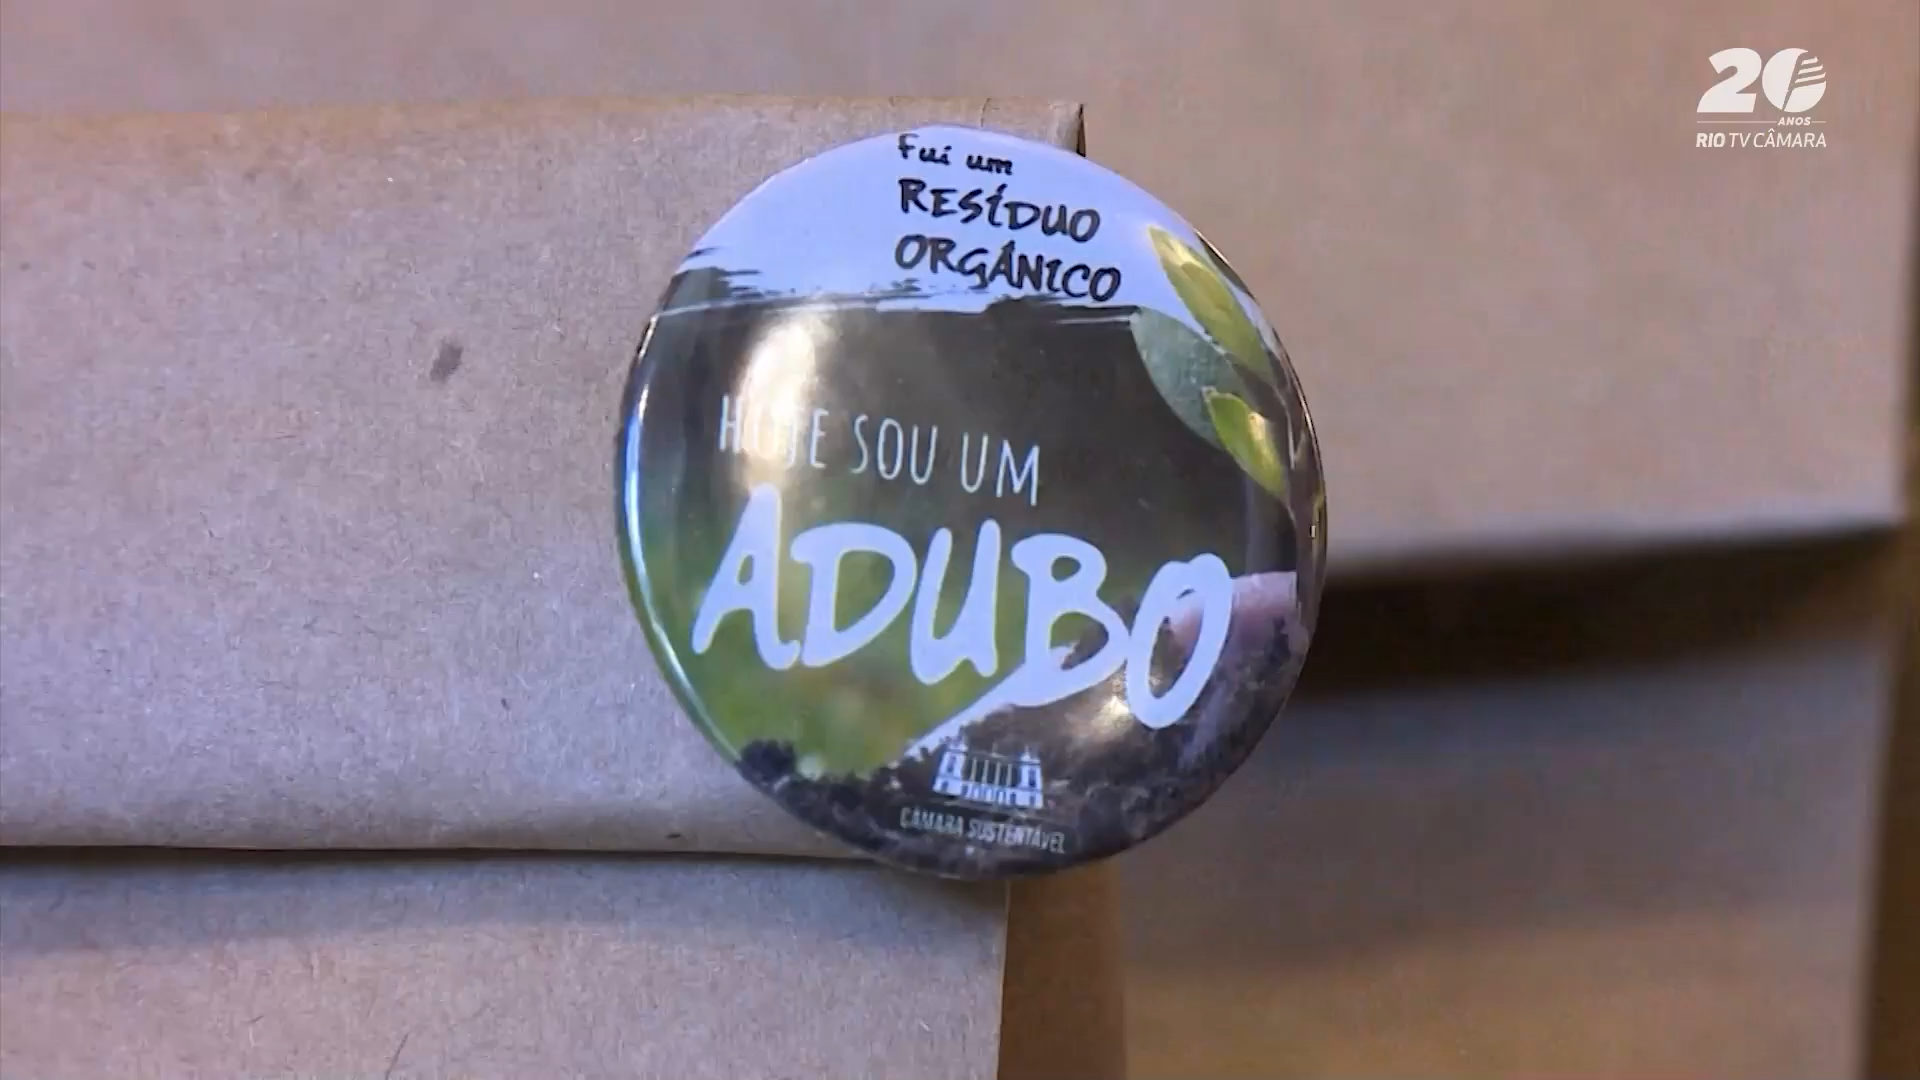 20
ANOS
RIO TV CÂMARA
Fui um
RESÍDUO
ORGÂNICO
HOJE SOU UM
ADUBO
CÂMARA SUSTENTÁVEL